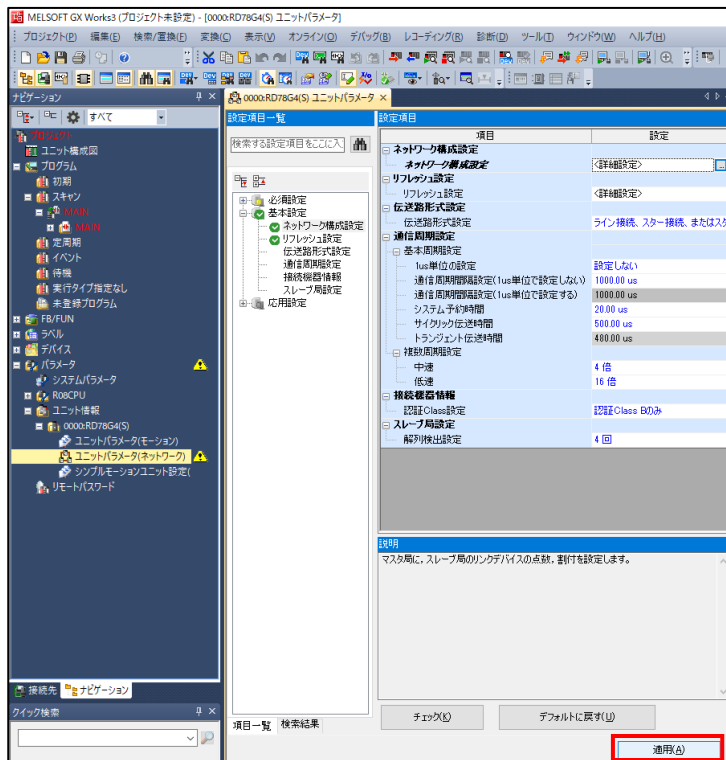 MELSOFT GX Works3 (プロジェクト未設定) - [0000:RD78G4(S) ユニットパラメータ]
プロジェクト(P) 編集(E) 検索/置換(F) 変換(C) 表示(V) オンライン(O) デバッグ(B) レコーディング(R) 診断(D) ツール(T) ウィンドウ(W) ヘルプ(H)
ナビゲーション
すべて
プロジェクト
ユニット構成図
プログラム
初期
スキャン
MAIN
MAIN
定周期
イベント
待機
実行タイプ指定なし
未登録プログラム
FB/FUN
ラベル
デバイス
パラメータ
システムパラメータ
R08CPU
ユニット情報
0000:RD78G4(S)
ユニットパラメータ(モーション)
ユニットパラメータ(ネットワーク)
シンプルモーションユニット設定(
リモートパスワード
接続先 ナビゲーション
クイック検索
0000:RD78G4(S) ユニットパラメータ
設定項目一覧
検索する設定項目をここに入
必須設定
基本設定
ネットワーク構成設定
リフレッシュ設定
伝送路形式設定
通信周期設定
接続機器情報
スレーブ局設定
応用設定
項目一覧 検索結果
設定項目
項目 設定
ネットワーク構成設定
ネットワーク構成設定 <詳細設定>
リフレッシュ設定
リフレッシュ設定 <詳細設定>
伝送路形式設定
伝送路形式設定 ライン接続、スター接続、またはスタ
通信周期設定
基本周期設定
1us単位の設定 設定しない
通信周期間隔設定(1us単位で設定しない) 1000.00 us
通信周期間隔設定(1us単位で設定する) 1000.00 us
システム予約時間 20.00 us
サイクリック伝送時間 500.00 us
トランジェント伝送時間 480.00 us
複数周期設定
中速 4 倍
低速 16 倍
接続機器情報
認証Class設定 認証Class Bのみ
スレーブ局設定
解列検出設定 4 回
説明
マスタ局に，スレーブ局のリンクデバイスの点数，割付を設定します。
チェック(K) デフォルトに戻す(U)
適用(A)